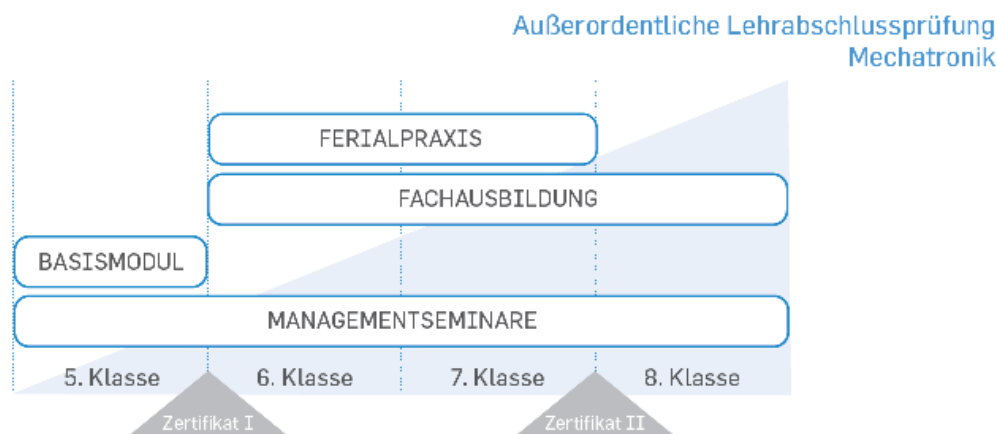 Außerordentliche Lehrabschlussprüfung
Mechatronik
FERIALPRAXIS
FACHAUSBILDUNG
BASISMODUL
MANAGEMENTSEMINARE
5. Klasse 6. Klasse 7. Klasse 8. Klasse
Zertifikat I Zertifikat II